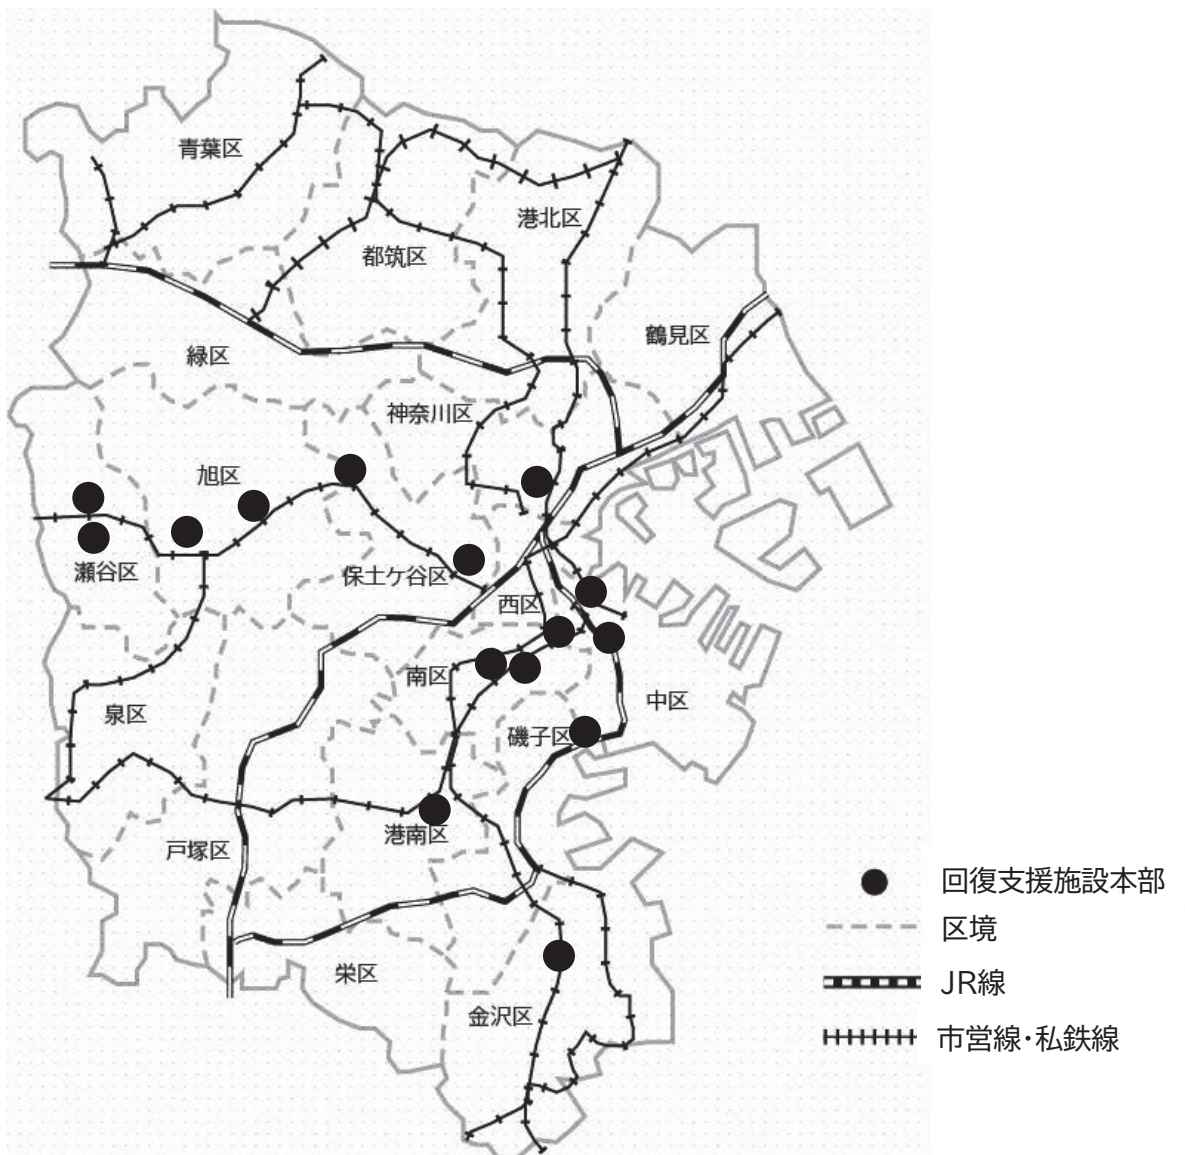 青葉区
港北区
都筑区
鶴見区
緑区
神奈川区
旭区
瀬谷区
保土ケ谷区
西区
南区
中区
泉区
磯子区
港南区
戸塚区
栄区
金沢区
回復支援施設本部
区境
JR線
市営線・私鉄線